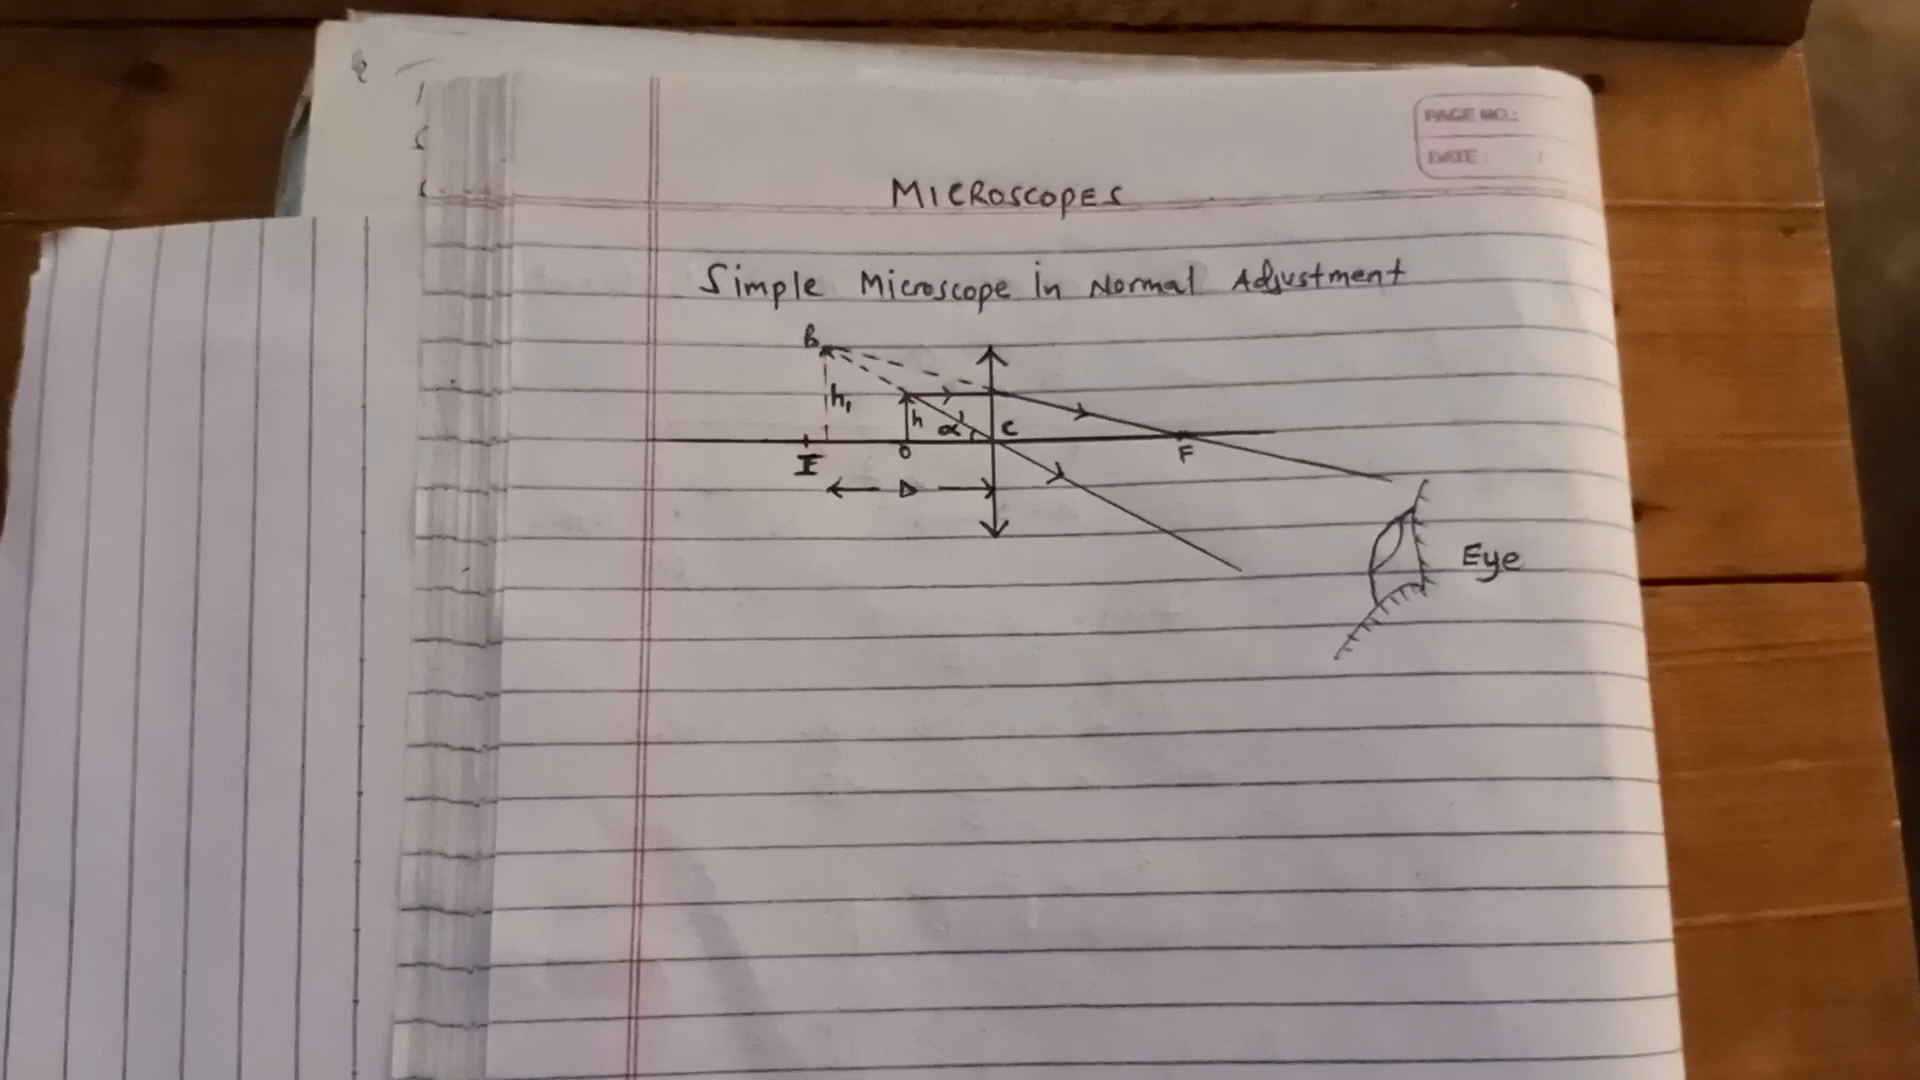 PAGE NO.:
DATE: /
MICROSCOPES
Simple Microscope in Normal Adjustment
B
h₁
h
α'
C
I
O
F
D
Eye